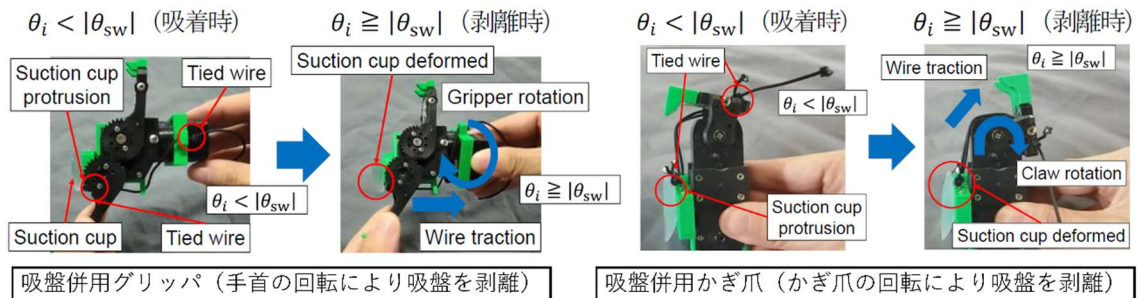 θi < |θsw|（吸着時）
θi ≧ |θsw|（剥離時）
Suction cup protrusion
Tied wire
θi < |θsw|
Suction cup
Tied wire
Suction cup deformed
Gripper rotation
θi ≧ |θsw|
Wire traction
吸盤併用グリッパ（手首の回転により吸盤を剥離）
θi < |θsw|（吸着時）
θi ≧ |θsw|（剥離時）
Tied wire
θi < |θsw|
Suction cup
protrusion
Wire traction
θi ≧ |θsw|
Claw rotation
Suction cup deformed
吸盤併用かぎ爪（かぎ爪の回転により吸盤を剥離）